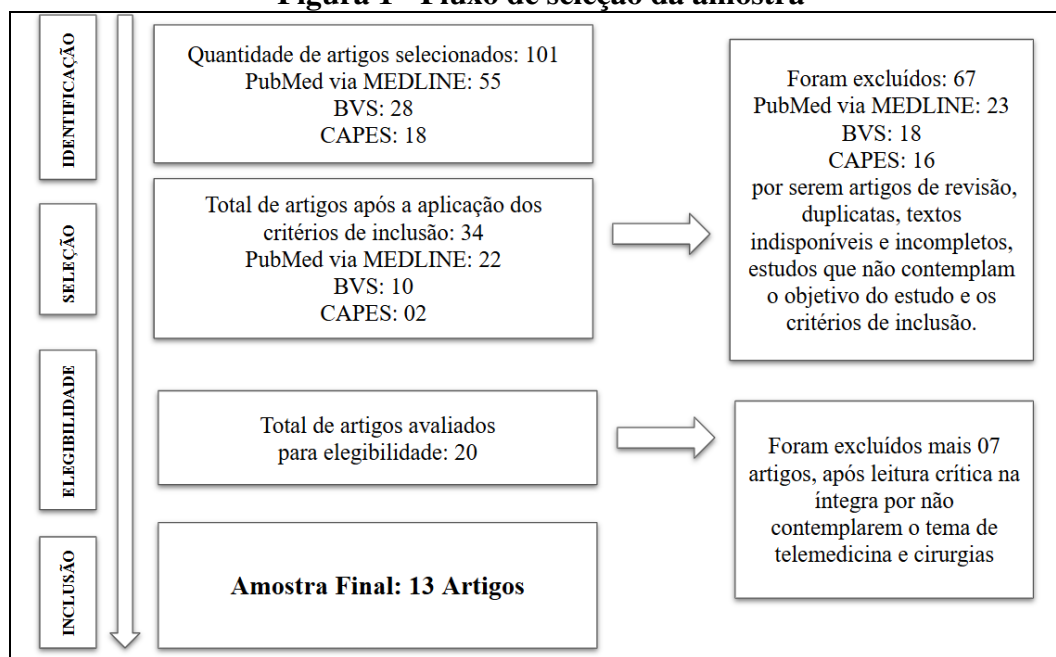 Figura 1 - Fluxo de seleção da amostra
IDENTIFICAÇÃO
Quantidade de artigos selecionados: 101
PubMed via MEDLINE: 55
BVS: 28
CAPES: 18
Foram excluídos: 67
PubMed via MEDLINE: 23
BVS: 18
CAPES: 16
por serem artigos de revisão,
duplicatas, textos
indisponíveis e incompletos,
estudos que não contemplam
o objetivo do estudo e os
critérios de inclusão.
SELEÇÃO
Total de artigos após a aplicação dos
critérios de inclusão: 34
PubMed via MEDLINE: 22
BVS: 10
CAPES: 02
ELEGIBILIDADE
Total de artigos avaliados
para elegibilidade: 20
Foram excluídos mais 07
artigos, após leitura crítica na
íntegra por não
contemplarem o tema de
telemedicina e cirurgias
INCLUSÃO
Amostra Final: 13 Artigos